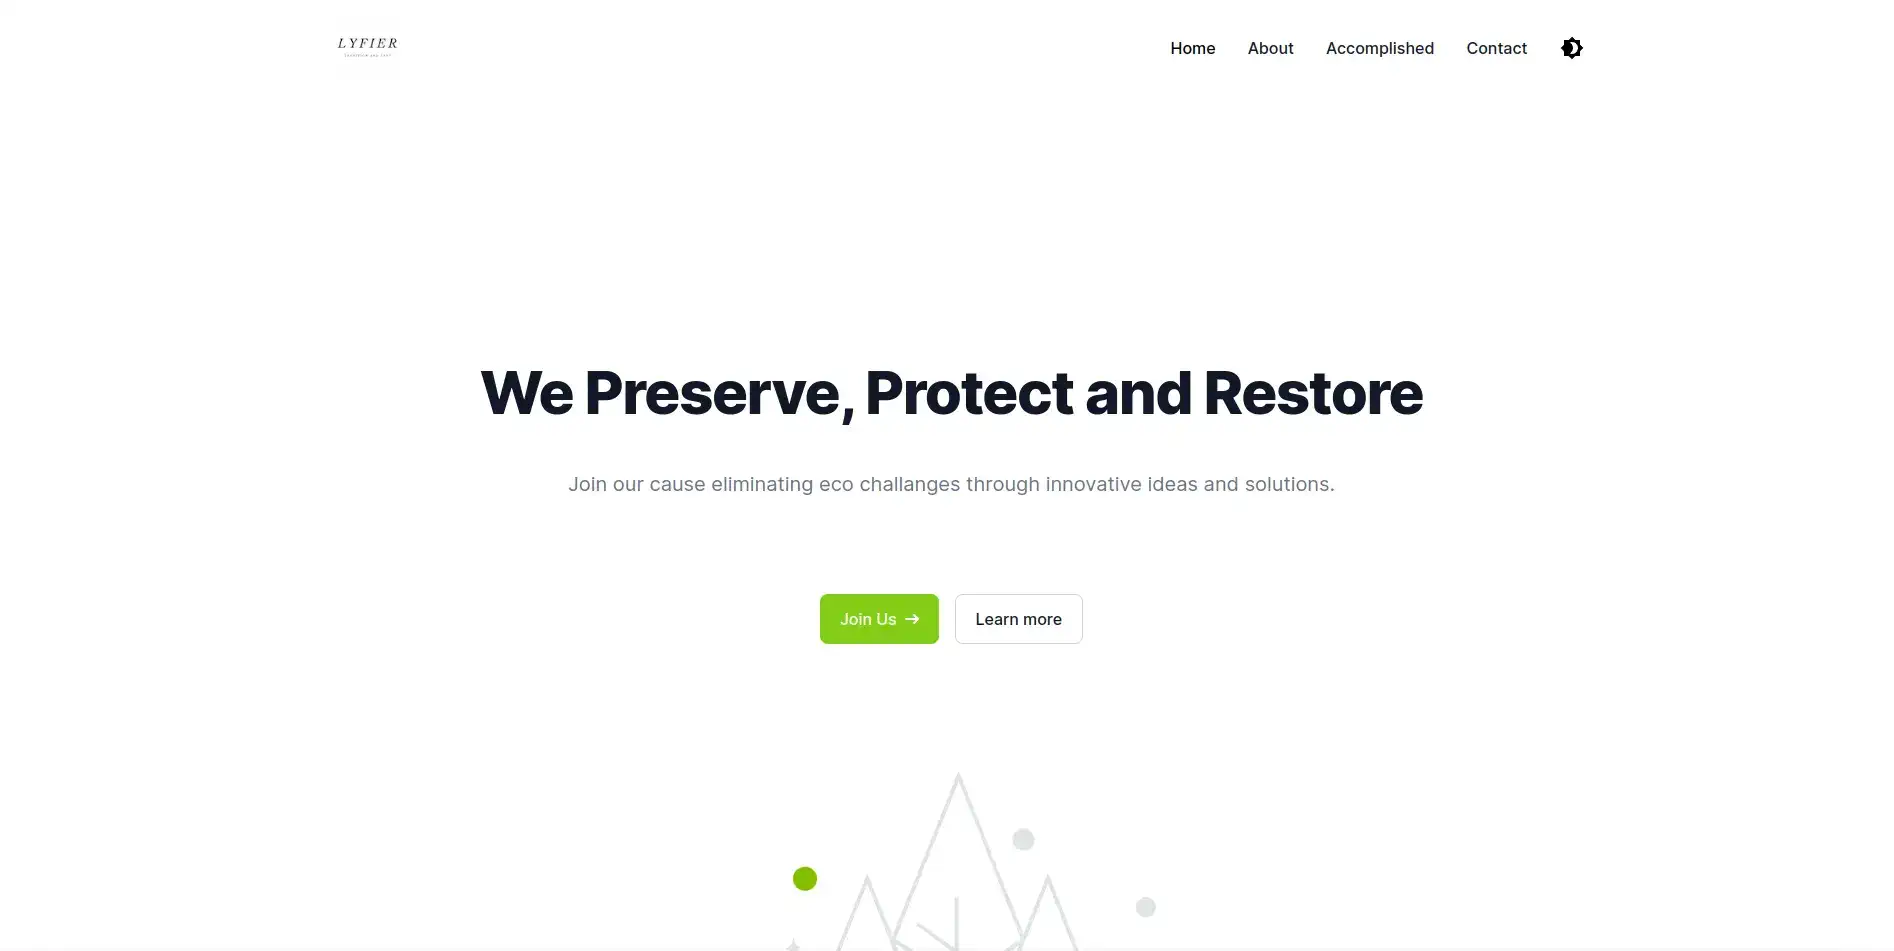 LYFIER
Home About Accomplished Contact
We Preserve, Protect and Restore
Join our cause eliminating eco challanges through innovative ideas and solutions.
Join Us → Learn more